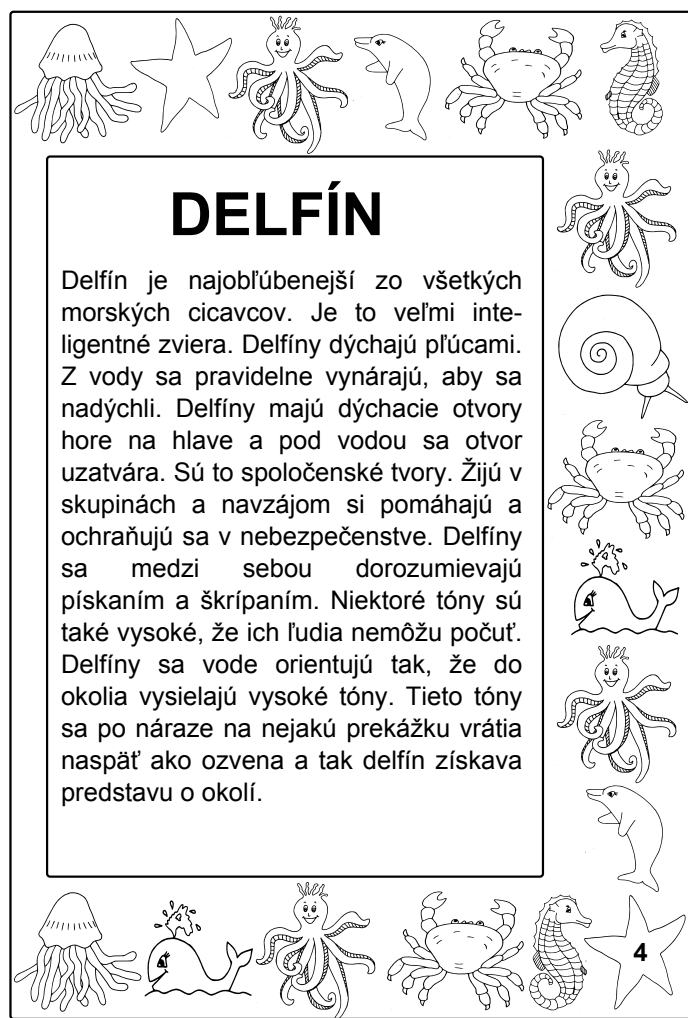 DELFÍN
Delfín je najobľúbenejší zo všetkých
morských cicavcov. Je to veľmi inte-
ligentné zviera. Delfíny dýchajú pľúcami.
Z vody sa pravidelne vynárajú, aby sa
nadýchli. Delfíny majú dýchacie otvory
hore na hlave a pod vodou sa otvor
uzatvára. Sú to spoločenské tvory. Žijú v
skupinách a navzájom si pomáhajú a
ochraňujú sa v nebezpečenstve. Delfíny
sa medzi sebou dorozumievajú
pískaním a škrípaním. Niektoré tóny sú
také vysoké, že ich ľudia nemôžu počuť.
Delfíny sa vode orientujú tak, že do
okolia vysielajú vysoké tóny. Tieto tóny
sa po náraze na nejakú prekážku vrátia
naspäť ako ozvena a tak delfín získava
predstavu o okolí.
4